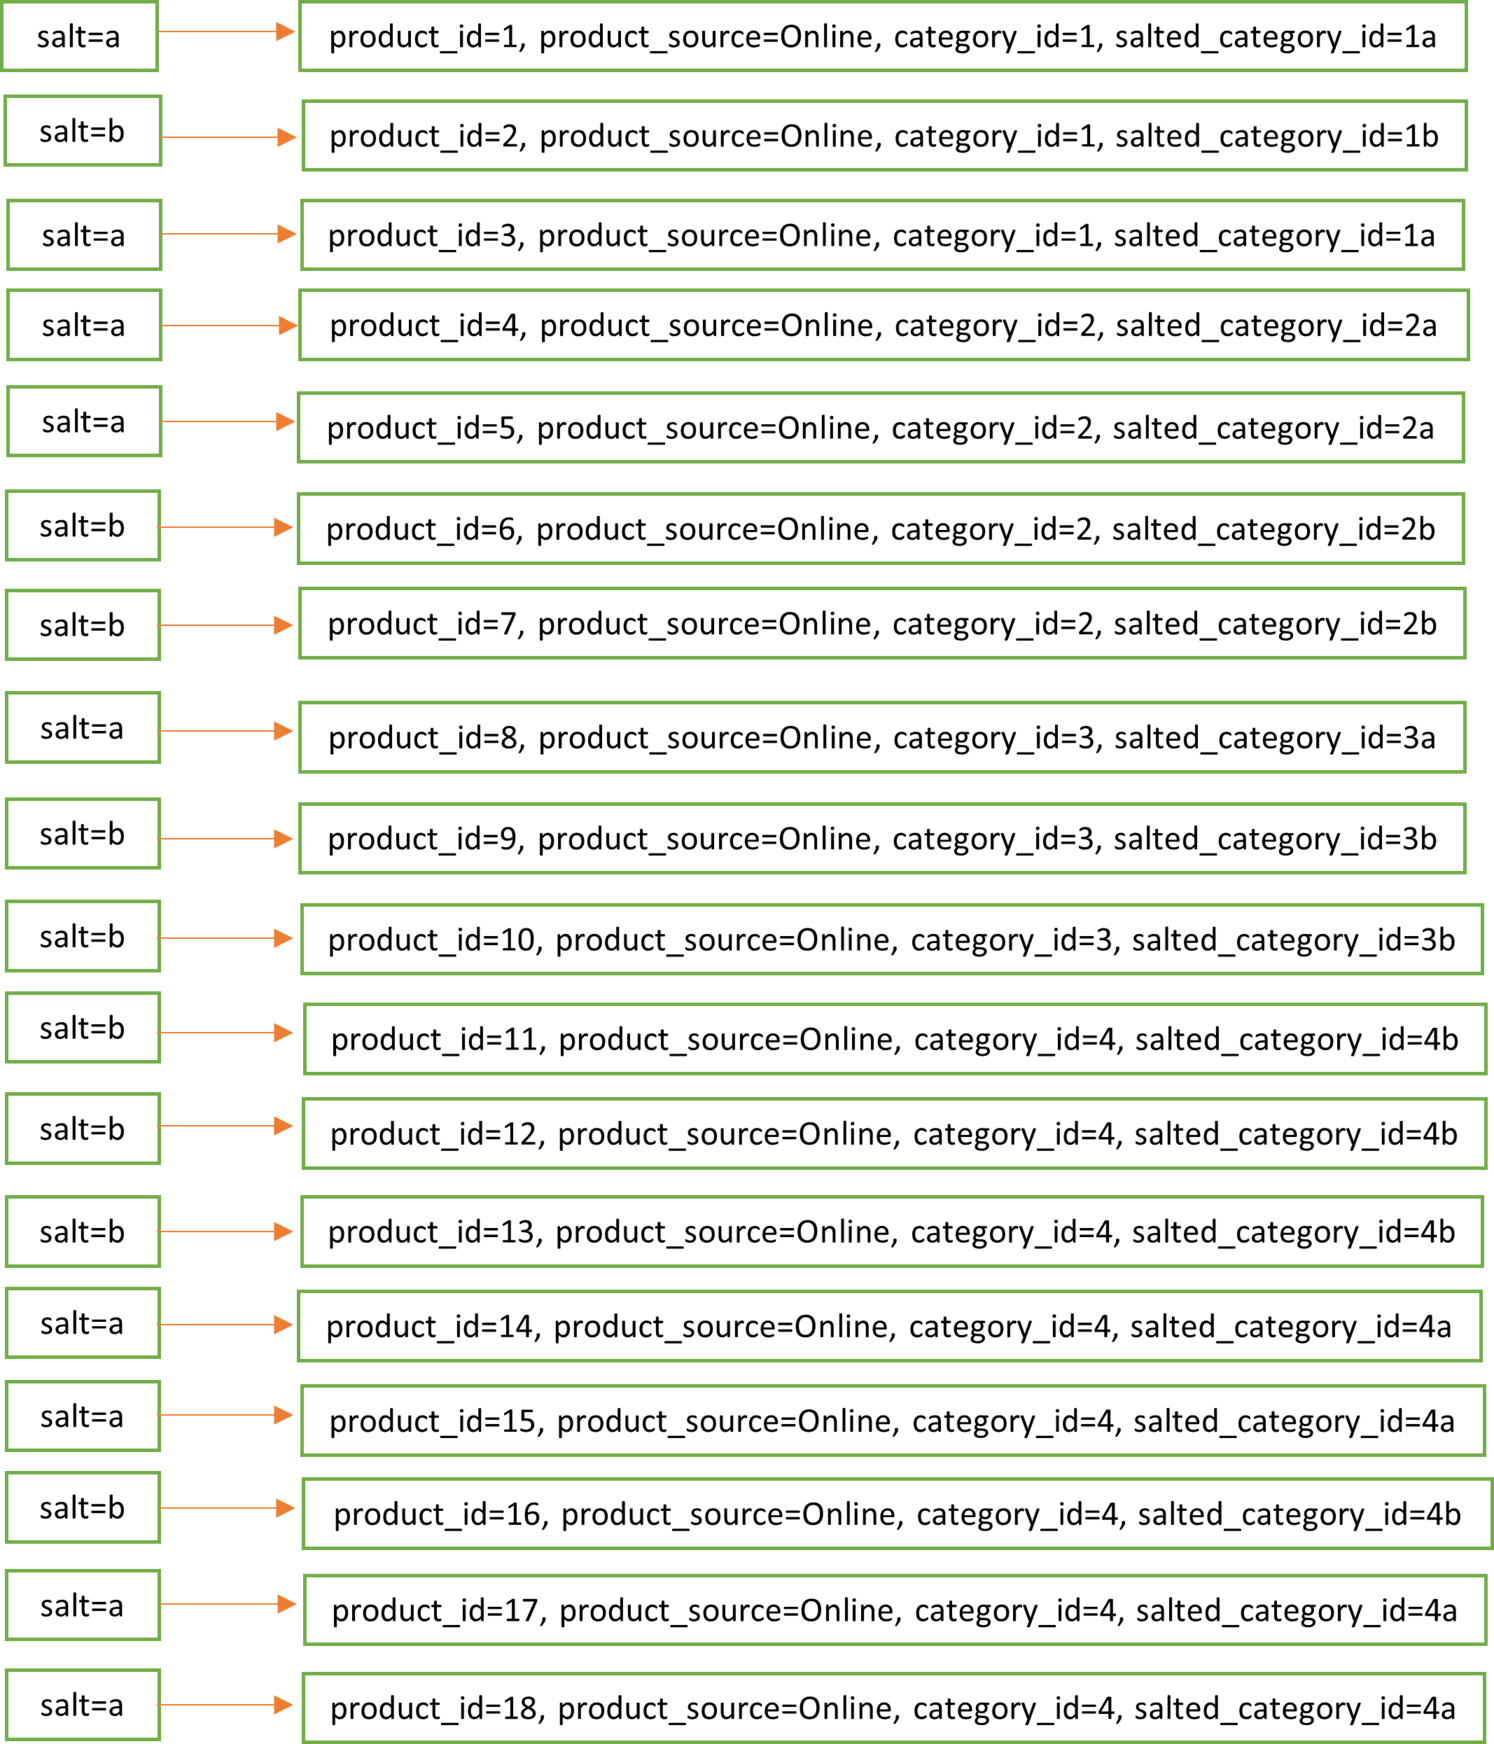 salt=a product_id=1, product_source=Online, category_id=1, salted_category_id=1a
salt=b product_id=2, product_source=Online, category_id=1, salted_category_id=1b
salt=a product_id=3, product_source=Online, category_id=1, salted_category_id=1a
salt=a product_id=4, product_source=Online, category_id=2, salted_category_id=2a
salt=a product_id=5, product_source=Online, category_id=2, salted_category_id=2a
salt=b product_id=6, product_source=Online, category_id=2, salted_category_id=2b
salt=b product_id=7, product_source=Online, category_id=2, salted_category_id=2b
salt=a product_id=8, product_source=Online, category_id=3, salted_category_id=3a
salt=b product_id=9, product_source=Online, category_id=3, salted_category_id=3b
salt=b product_id=10, product_source=Online, category_id=3, salted_category_id=3b
salt=b product_id=11, product_source=Online, category_id=4, salted_category_id=4b
salt=b product_id=12, product_source=Online, category_id=4, salted_category_id=4b
salt=b product_id=13, product_source=Online, category_id=4, salted_category_id=4b
salt=a product_id=14, product_source=Online, category_id=4, salted_category_id=4a
salt=a product_id=15, product_source=Online, category_id=4, salted_category_id=4a
salt=b product_id=16, product_source=Online, category_id=4, salted_category_id=4b
salt=a product_id=17, product_source=Online, category_id=4, salted_category_id=4a
salt=a product_id=18, product_source=Online, category_id=4, salted_category_id=4a